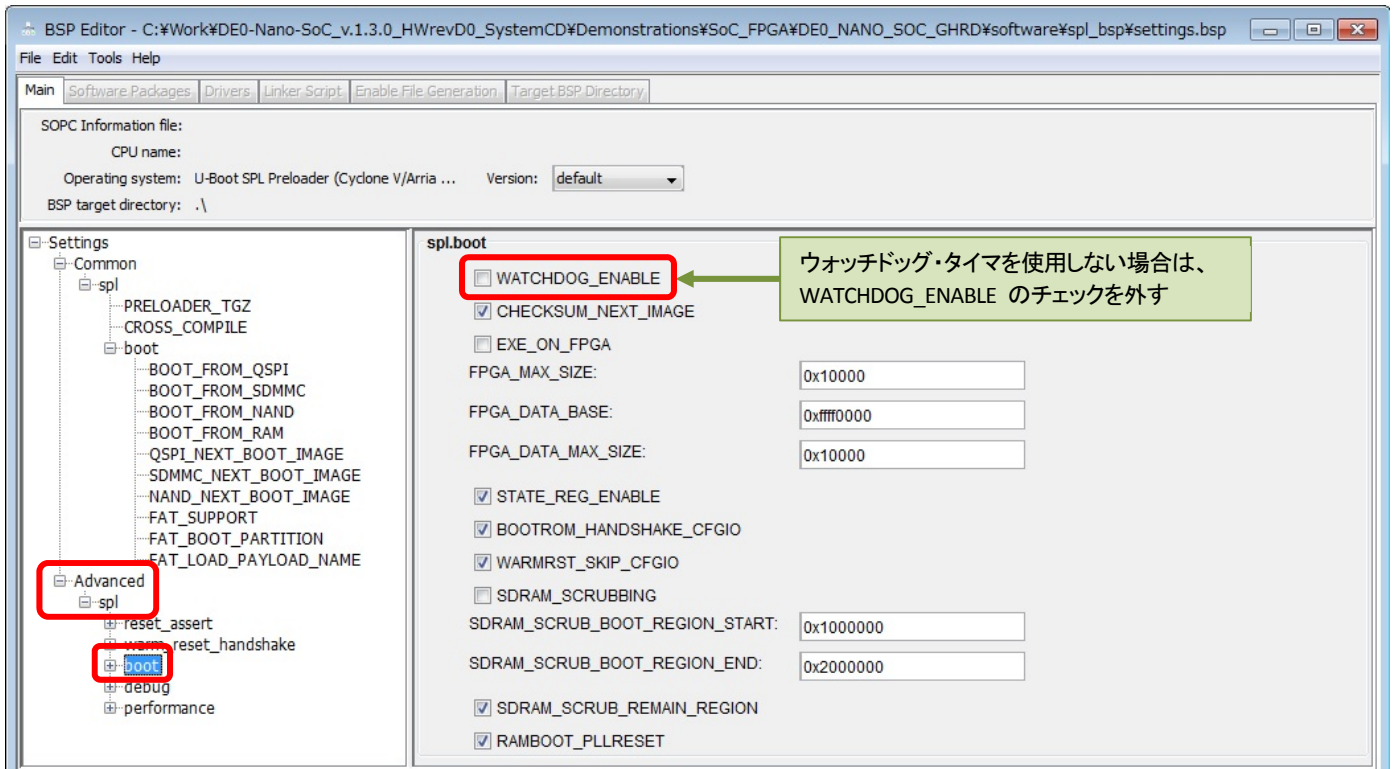 BSP Editor - C:¥Work¥DE0-Nano-SoC_v.1.3.0_HWrevD0_SystemCD¥Demonstrations¥SoC_FPGA¥DE0_NANO_SOC_GHRD¥software¥spl_bsp¥settings.bsp
File Edit Tools Help
Main Software Packages Drivers Linker Script Enable File Generation Target BSP Directory
SOPC Information file:
CPU name:
Operating system: U-Boot SPL Preloader (Cyclone V/Arria ... Version: default
BSP target directory: .\
Settings
Common
spl
PRELOADER_TGZ
CROSS_COMPILE
boot
BOOT_FROM_QSPI
BOOT_FROM_SDMMC
BOOT_FROM_NAND
BOOT_FROM_RAM
QSPI_NEXT_BOOT_IMAGE
SDMMC_NEXT_BOOT_IMAGE
NAND_NEXT_BOOT_IMAGE
FAT_SUPPORT
FAT_BOOT_PARTITION
FAT_LOAD_PAYLOAD_NAME
Advanced
spl
reset_assert
warm_reset_handshake
boot
debug
performance
spl.boot
WATCHDOG_ENABLE
ウォッチドッグ・タイマを使用しない場合は、
WATCHDOG_ENABLE のチェックを外す
CHECKSUM_NEXT_IMAGE
EXE_ON_FPGA
FPGA_MAX_SIZE: 0x10000
FPGA_DATA_BASE: 0xffff0000
FPGA_DATA_MAX_SIZE: 0x10000
STATE_REG_ENABLE
BOOTROM_HANDSHAKE_CFGIO
WARMRST_SKIP_CFGIO
SDRAM_SCRUBBING
SDRAM_SCRUB_BOOT_REGION_START: 0x1000000
SDRAM_SCRUB_BOOT_REGION_END: 0x2000000
SDRAM_SCRUB_REMAIN_REGION
RAMBOOT_PLLRESET